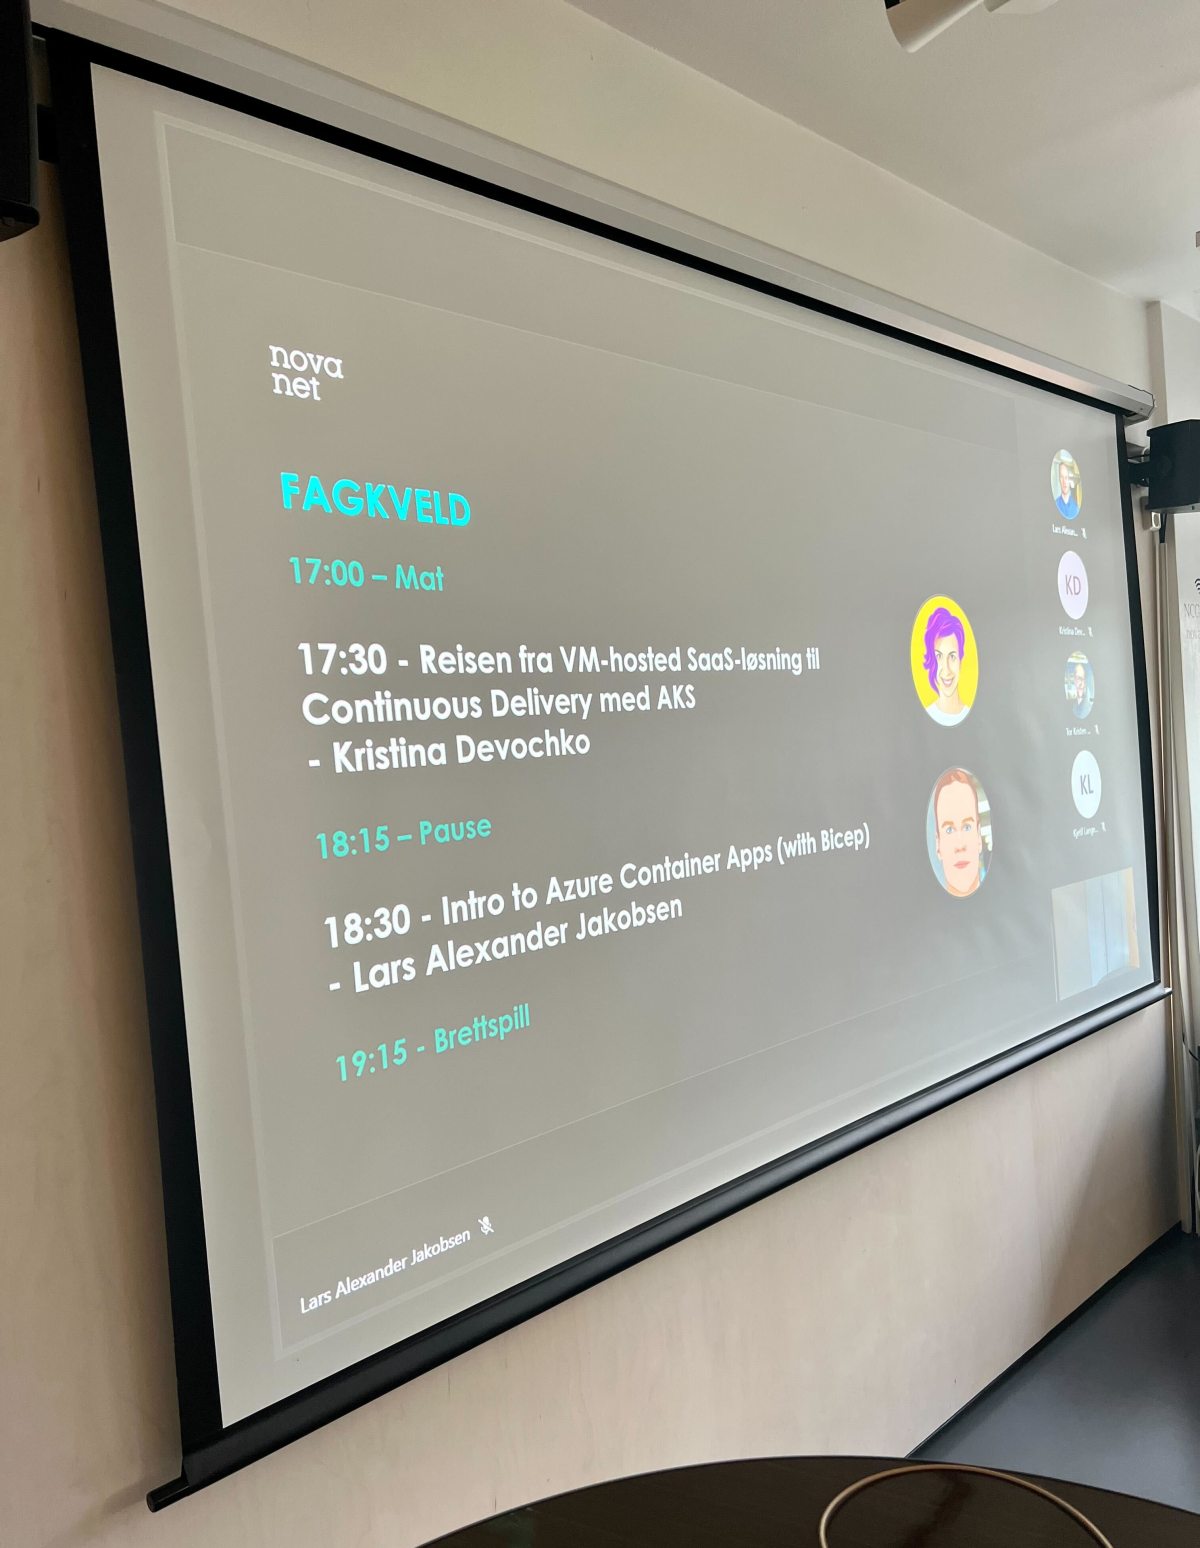 nova
net
FAGKVELD
17:00 – Mat
17:30 - Reisen fra VM-hosted SaaS-løsning til
Continuous Delivery med AKS
- Kristina Devochko
18:15 – Pause
18:30 - Intro to Azure Container Apps (with Bicep)
- Lars Alexander Jakobsen
19:15 - Brettspill
Lars Alexander Jakobsen
Lars Alexan...
KD
Kristina Dev...
Tor Kristen ...
KL
Kjetil